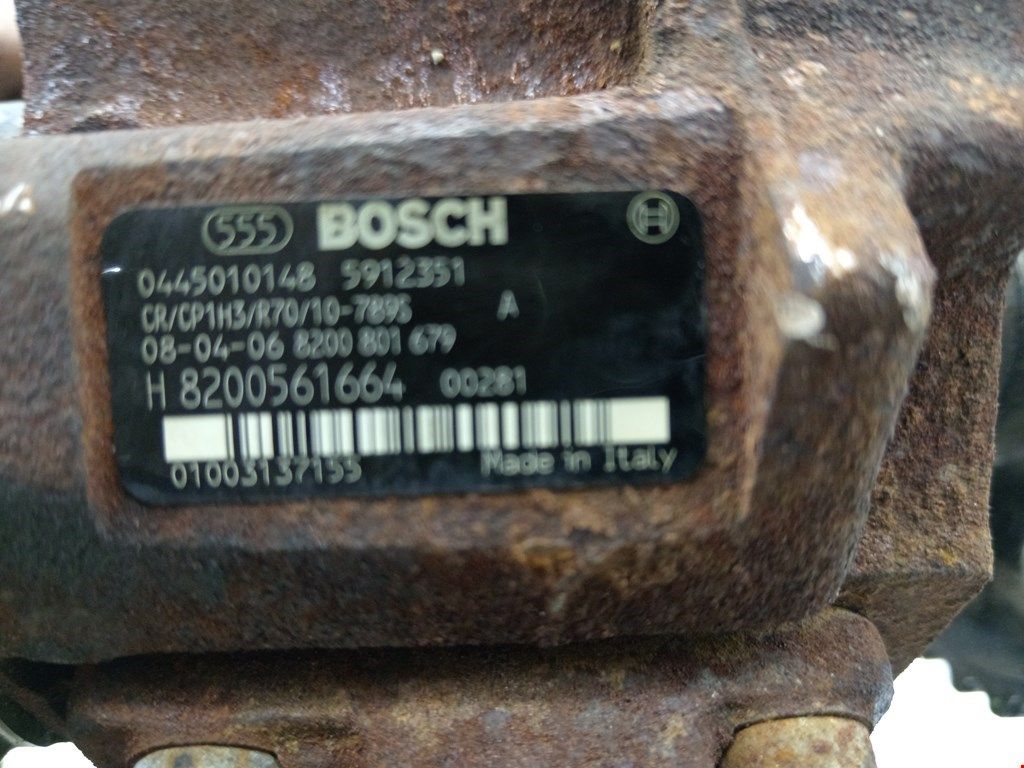 555 BOSCH
0445010148 5912351
CR/CP1H3/R70/10-789S A
08-04-06 8200 801 679
H 8200561664 00281
01003137155
Made in Italy